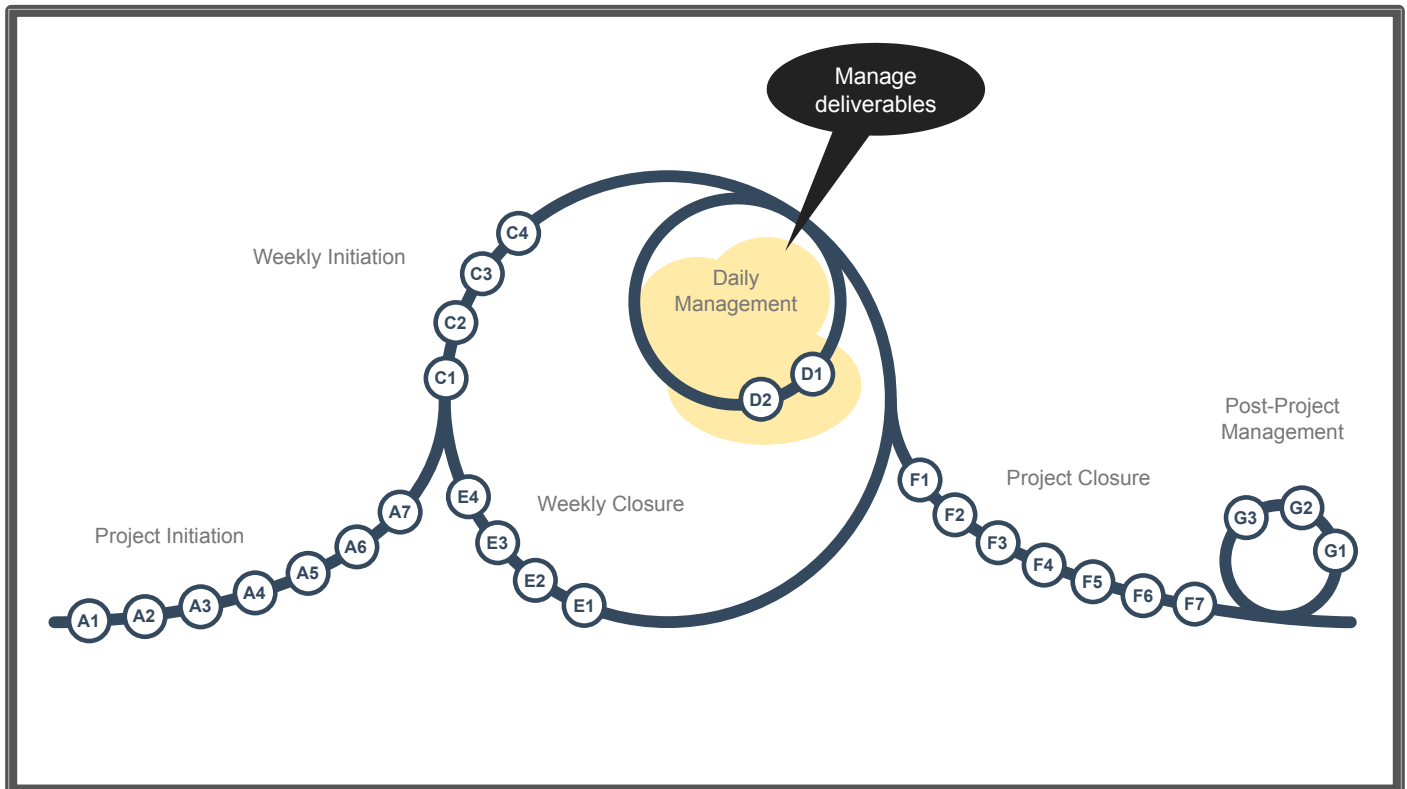 Manage
deliverables
Weekly Initiation
C4
C3
C2
C1
Daily
Management
D1
D2
Post-Project
Management
Project Initiation
A1
A2
A3
A4
A5
A6
A7
Weekly Closure
E4
E3
E2
E1
Project Closure
F1
F2
F3
F4
F5
F6
F7
G3
G2
G1